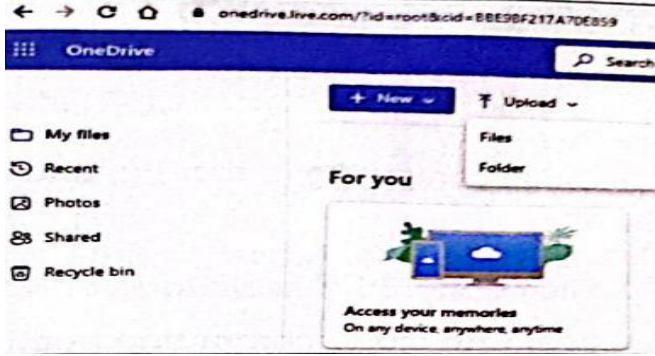 onedrive.live.com/?id=root&cid=BBE9BF217A70E859
OneDrive
Search
+ New
Upload
Files
Folder
My files
Recent
Photos
Shared
Recycle bin
For you
Access your memories
On any device, anywhere, anytime